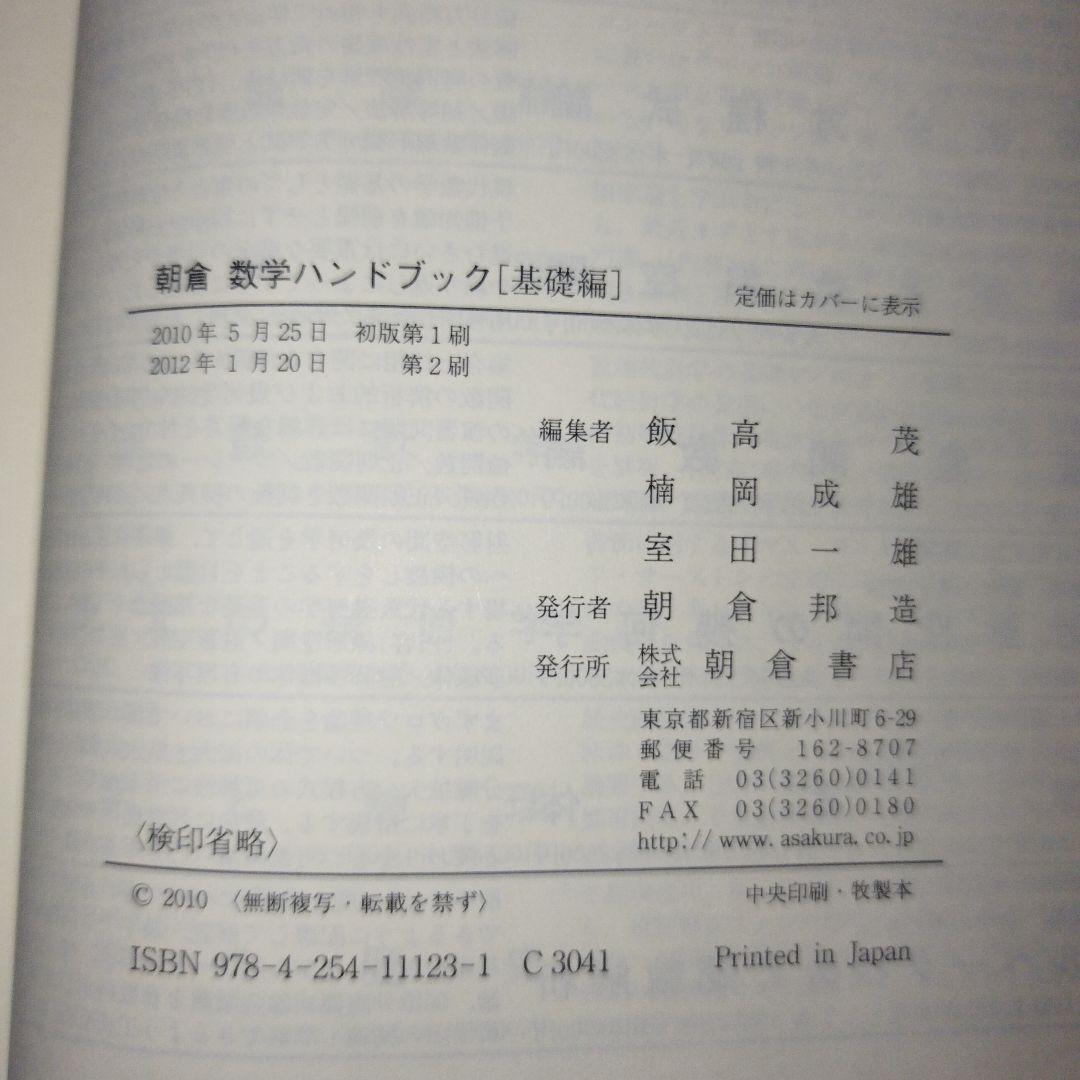 朝倉 数学ハンドブック[基礎編]
定価はカバーに表示
2010年5月25日 初版第1刷
2012年1月20日 第2刷
編集者 飯高茂
楠岡成雄
室田一雄
発行者 朝倉邦造
発行所 株式会社 朝倉書店
東京都新宿区新小川町6-29
郵便番号 162-8707
電話 03(3260)0141
FAX 03(3260)0180
http://www.asakura.co.jp
〈検印省略〉
© 2010 〈無断複写・転載を禁ず〉
中央印刷・牧製本
ISBN 978-4-254-11123-1 C 3041
Printed in Japan